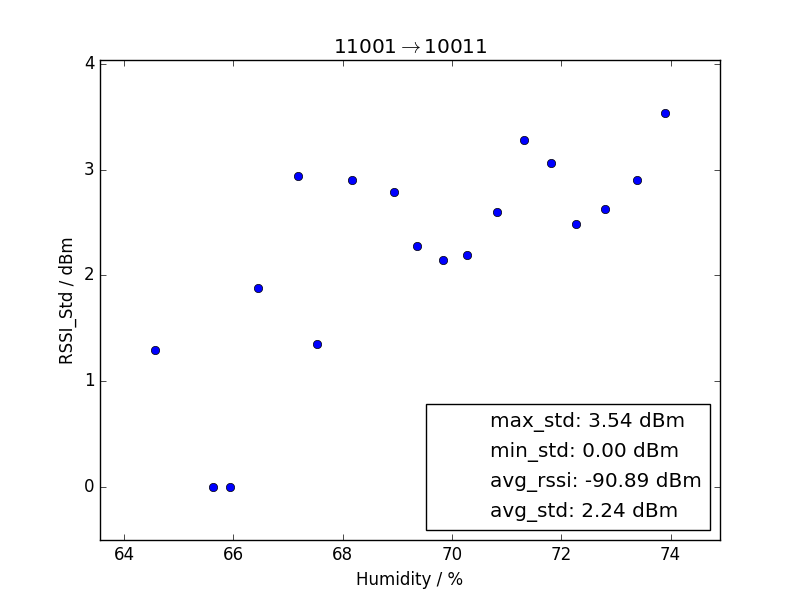 11001→10011
4
3
2
1
0
RSSI_Std / dBm
64 66 68 70 72 74
Humidity / %
max_std: 3.54 dBm
min_std: 0.00 dBm
avg_rssi: -90.89 dBm
avg_std: 2.24 dBm